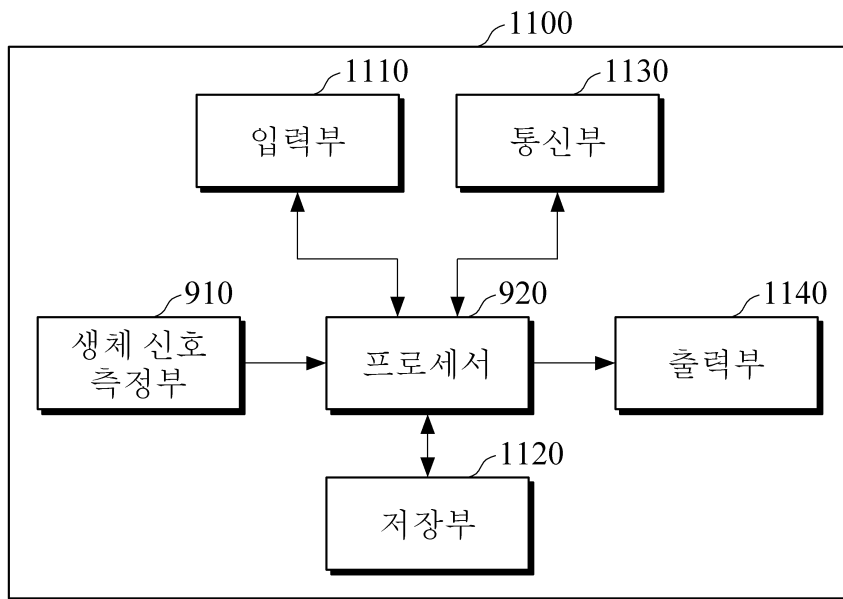 1100
1110
1130
입력부
통신부
910
920
1140
생체 신호
측정부
프로세서
출력부
1120
저장부